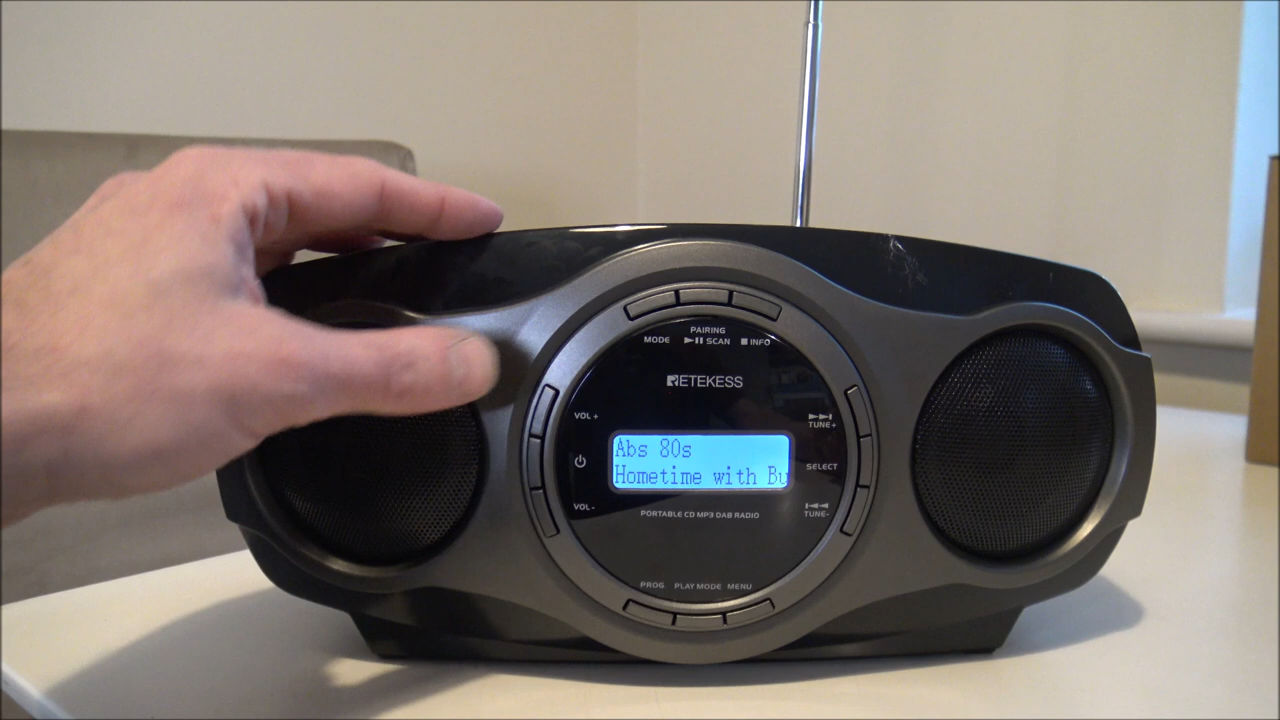 PAIRING
MODE ►II SCAN ■ INFO
RETEKESS
VOL +
►►I
TUNE+
Abs 80s
Hometime with Bu
SELECT
VOL -
I◄◄
TUNE-
PORTABLE CD MP3 DAB RADIO
PROG PLAY MODE MENU